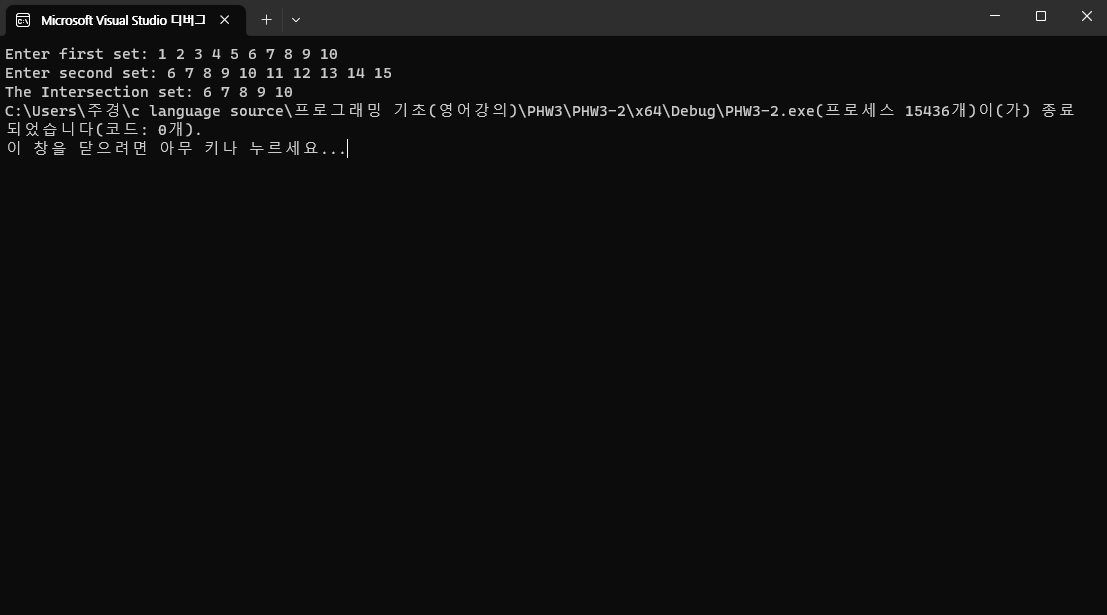 Microsoft Visual Studio 디버그
Enter first set: 1 2 3 4 5 6 7 8 9 10
Enter second set: 6 7 8 9 10 11 12 13 14 15
The Intersection set: 6 7 8 9 10
C:\Users\주경\c language source\프로그래밍 기초(영어강의)\PHW3\PHW3-2\x64\Debug\PHW3-2.exe(프로세스 15436개)이(가) 종료
되었습니다(코드: 0개).
이 창을 닫으려면 아무 키나 누르세요...